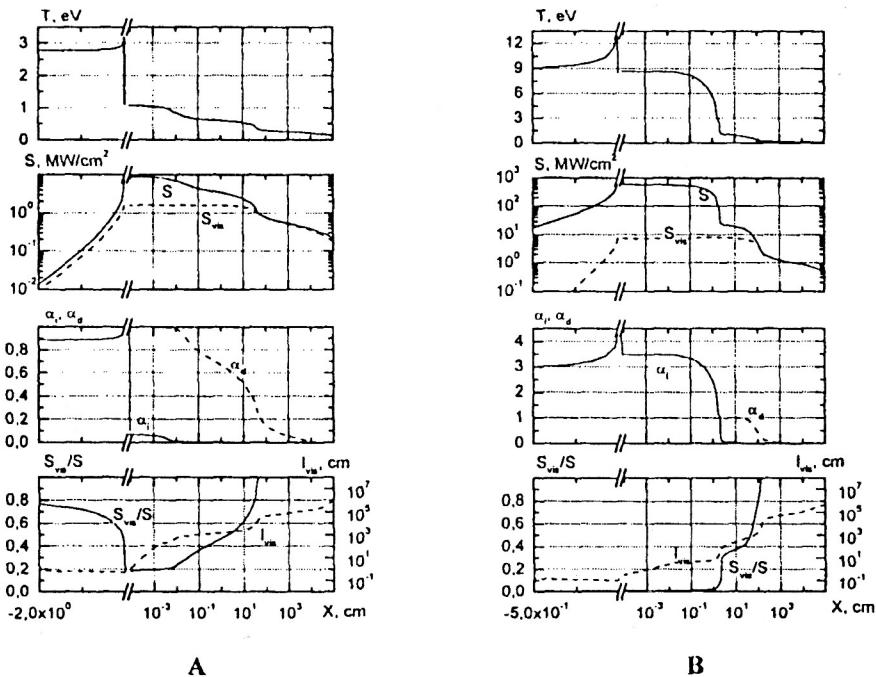 T, eV
3
2
1
0
S, MW/cm²
10⁰
10⁻¹
10⁻²
S
S_vis
α_i, α_d
0,8
0,6
0,4
0,2
0,0
α_d
α_i
S_vis/S
l_vis, cm
0,8
0,6
0,4
0,2
0,0
S_vis/S
l_vis
10⁷
10⁵
10³
10¹
10⁻¹
-2,0x10⁰
10⁻³
10⁻¹
10¹
10³
X, cm
A
T, eV
12
9
6
3
0
S, MW/cm²
10³
10²
10¹
10⁰
10⁻¹
S
S_vis
α_i, α_d
4
3
2
1
0
α_i
α_d
S_vis/S
l_vis, cm
0,8
0,6
0,4
0,2
0,0
l_vis
S_vis/S
10⁷
10⁵
10³
10¹
10⁻¹
-5,0x10⁻¹
10⁻³
10⁻¹
10¹
10³
X, cm
B